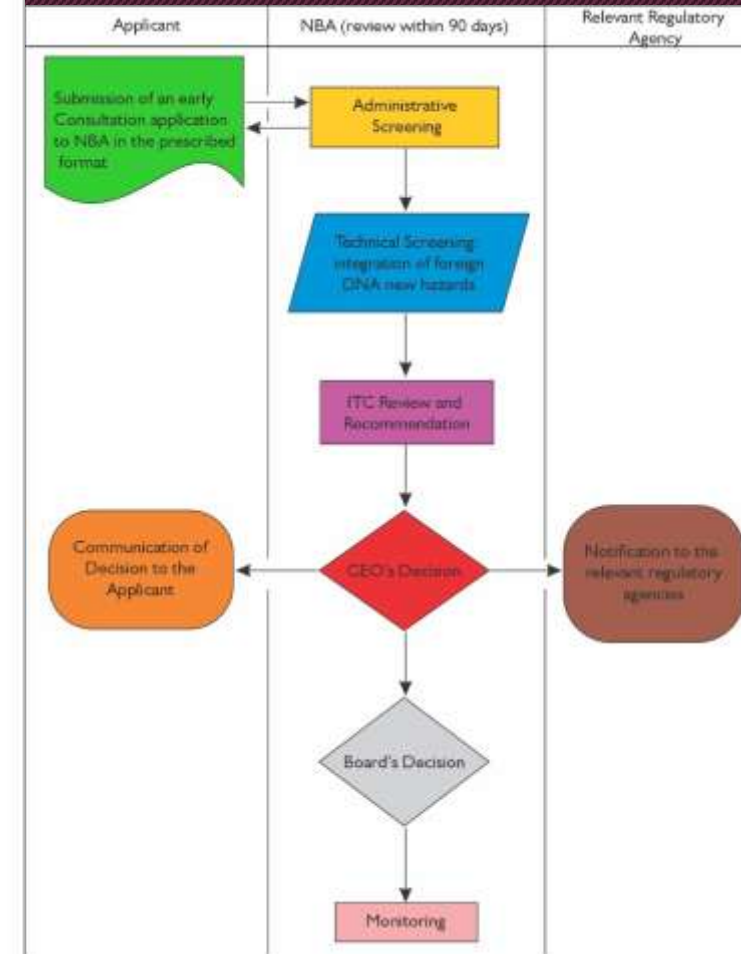 Applicant
NBA (review within 90 days)
Relevant Regulatory
Agency
Submission of an early
Consultation application
to NBA in the prescribed
format
Administrative
Screening
Technical Screening:
integration of foreign
DNA new hazards
ITC Review and
Recommendation
Communication of
Decision to the
Applicant
CEO's Decision
Notification to the
relevant regulatory
agencies
Board's Decision
Monitoring